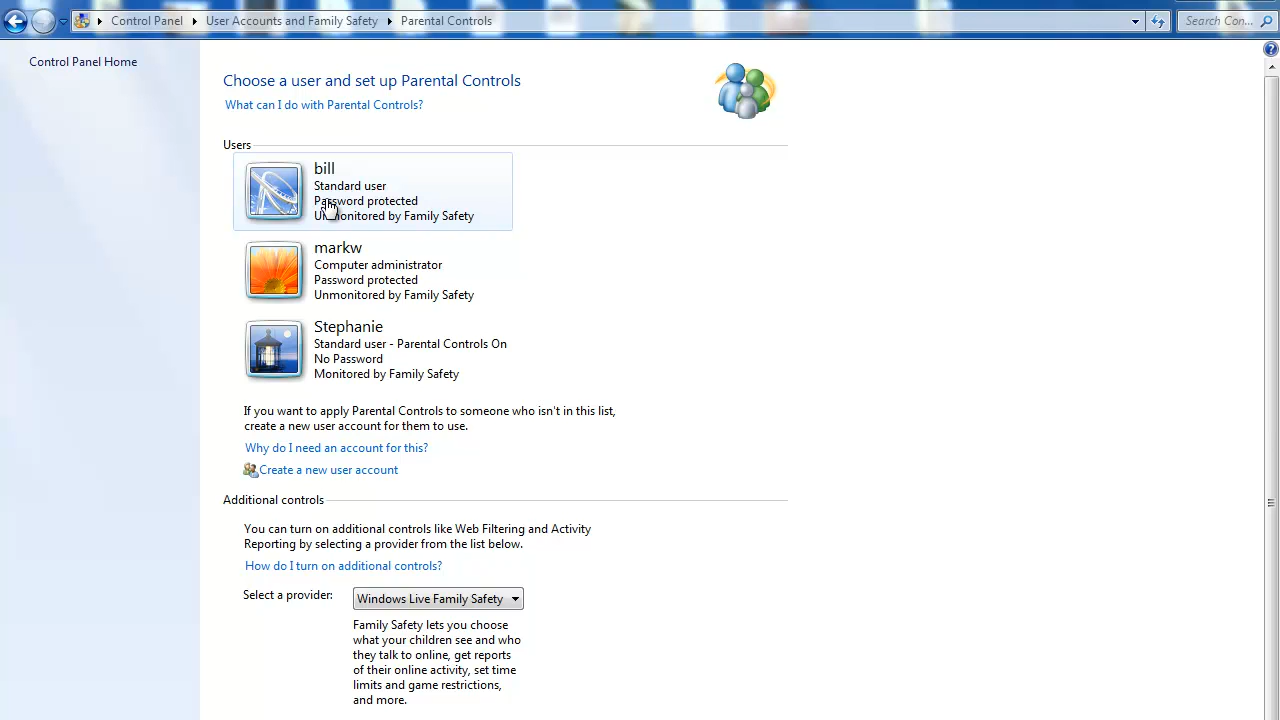 Control Panel ▸ User Accounts and Family Safety ▸ Parental Controls
Search Con...
Control Panel Home
Choose a user and set up Parental Controls
What can I do with Parental Controls?
Users
bill
Standard user
Password protected
Unmonitored by Family Safety
markw
Computer administrator
Password protected
Unmonitored by Family Safety
Stephanie
Standard user - Parental Controls On
No Password
Monitored by Family Safety
If you want to apply Parental Controls to someone who isn't in this list,
create a new user account for them to use.
Why do I need an account for this?
Create a new user account
Additional controls
You can turn on additional controls like Web Filtering and Activity
Reporting by selecting a provider from the list below.
How do I turn on additional controls?
Select a provider:
Windows Live Family Safety
Family Safety lets you choose
what your children see and who
they talk to online, get reports
of their online activity, set time
limits and game restrictions,
and more.